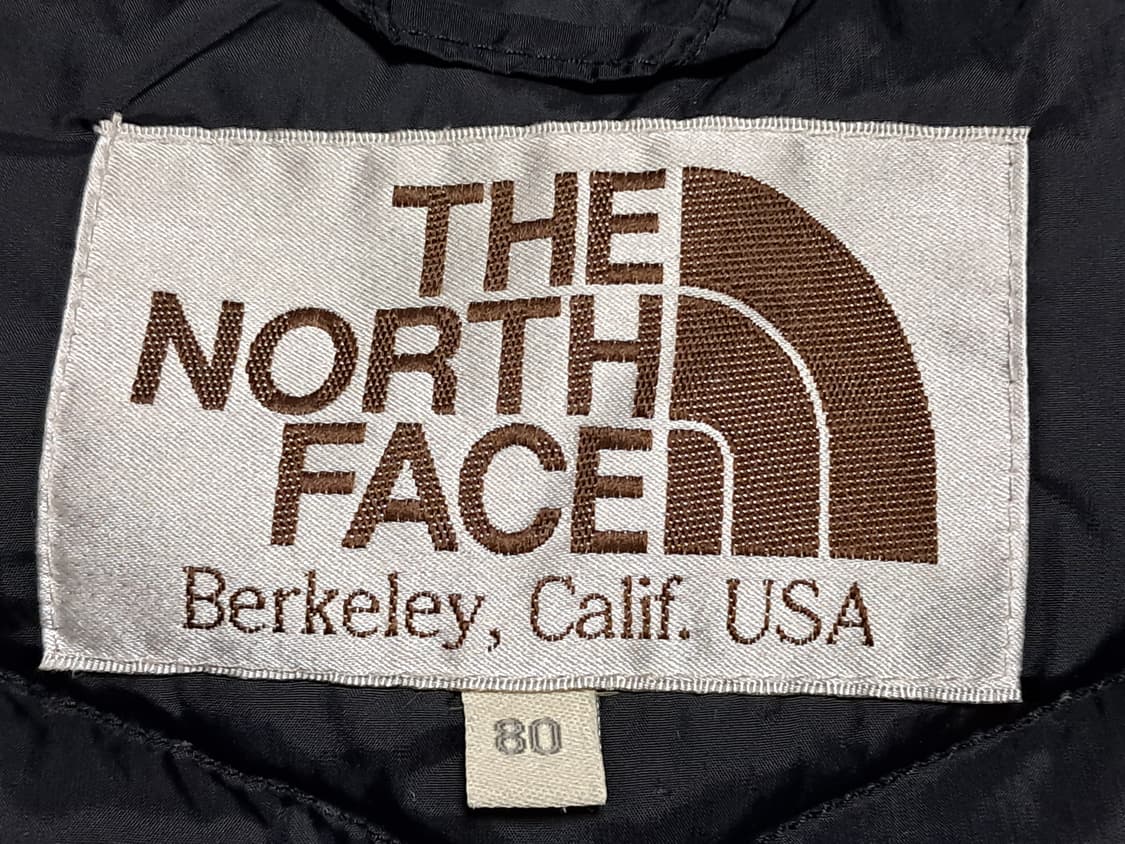 THE
NORTH
FACE
Berkeley, Calif. USA
80